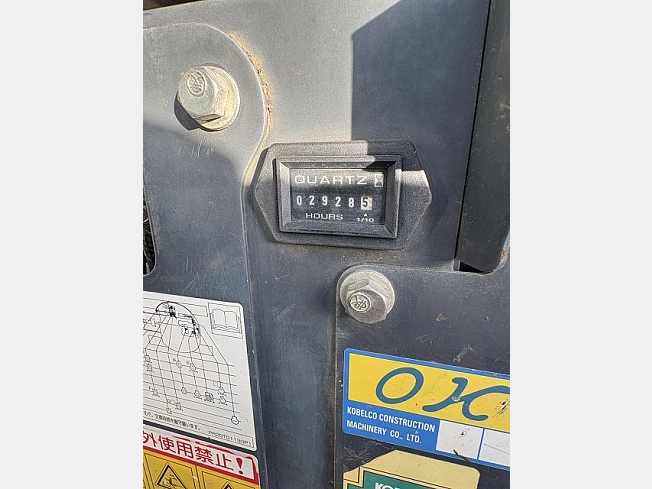 QUARTZ
029285
HOURS 1/10
OK
KOBELCO CONSTRUCTION
MACHINERY CO., LTD.
外使用禁止!